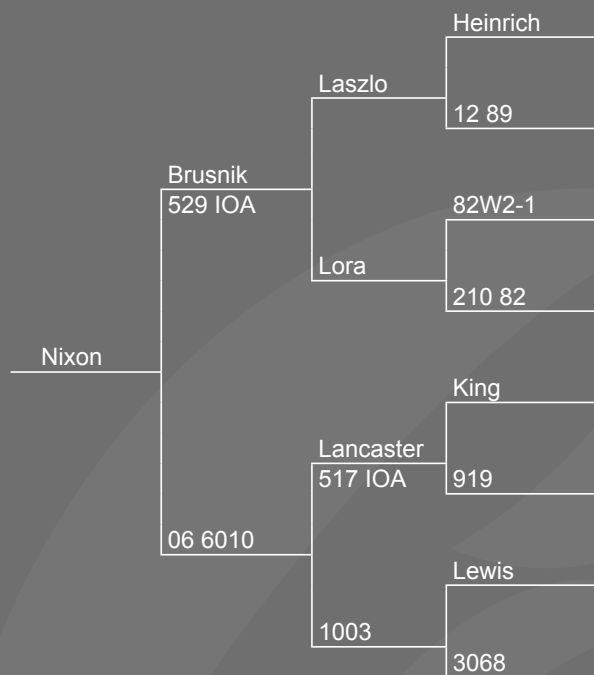 Heinrich
Laszlo
12 89
Brusnik
529 IOA
82W2-1
Lora
210 82
Nixon
King
Lancaster
517 IOA
919
06 6010
Lewis
1003
3068